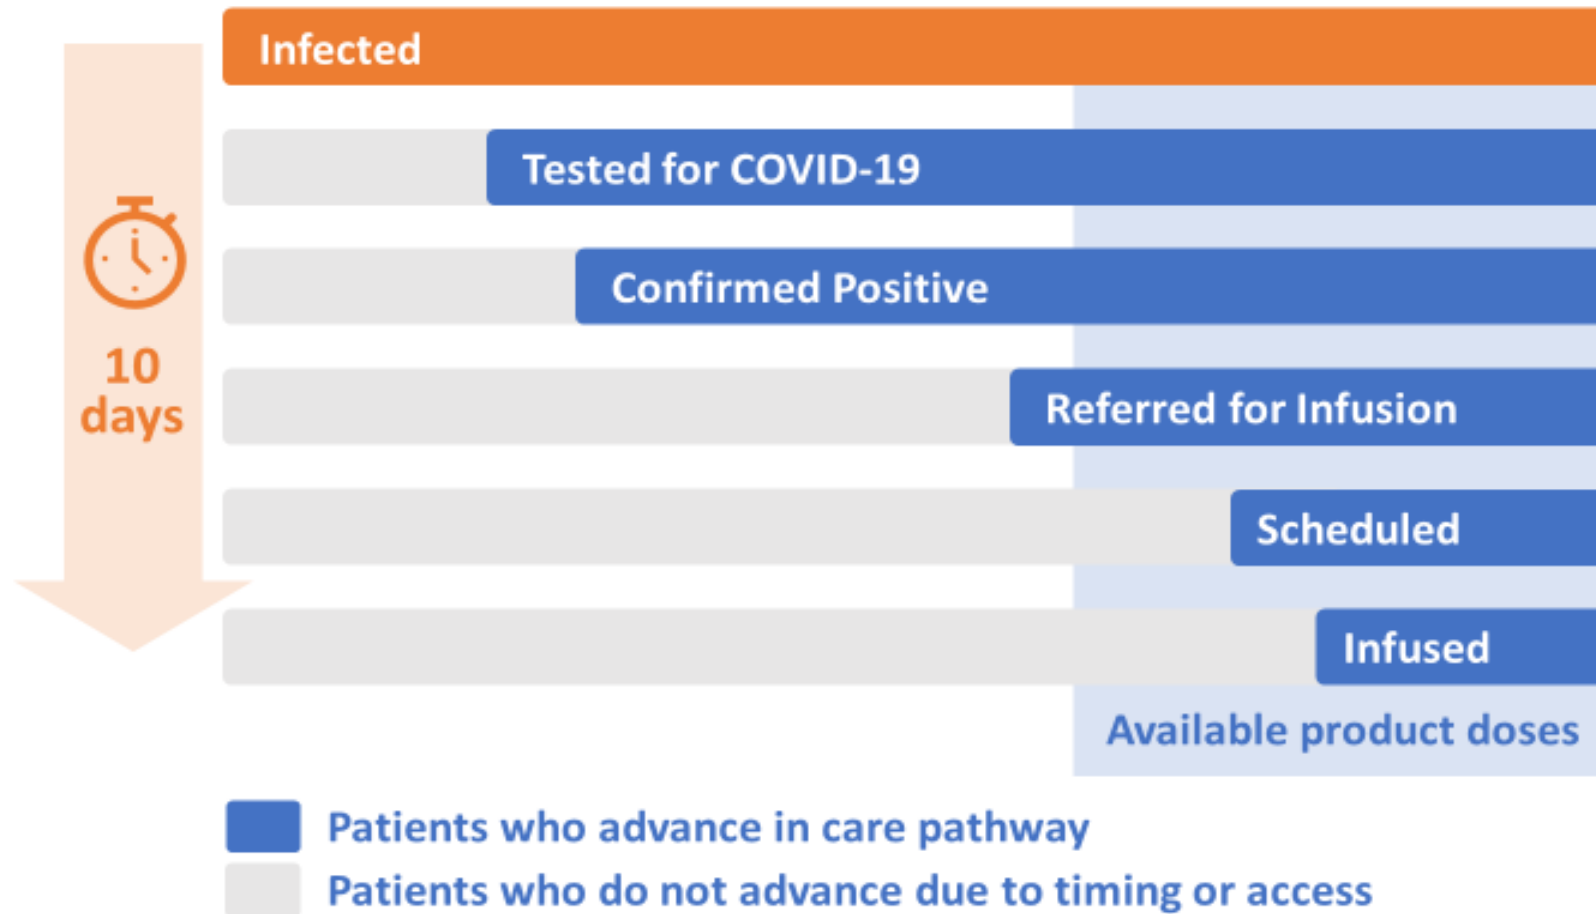 Infected
Tested for COVID-19
Confirmed Positive
10
days
Referred for Infusion
Scheduled
Infused
Available product doses
Patients who advance in care pathway
Patients who do not advance due to timing or access